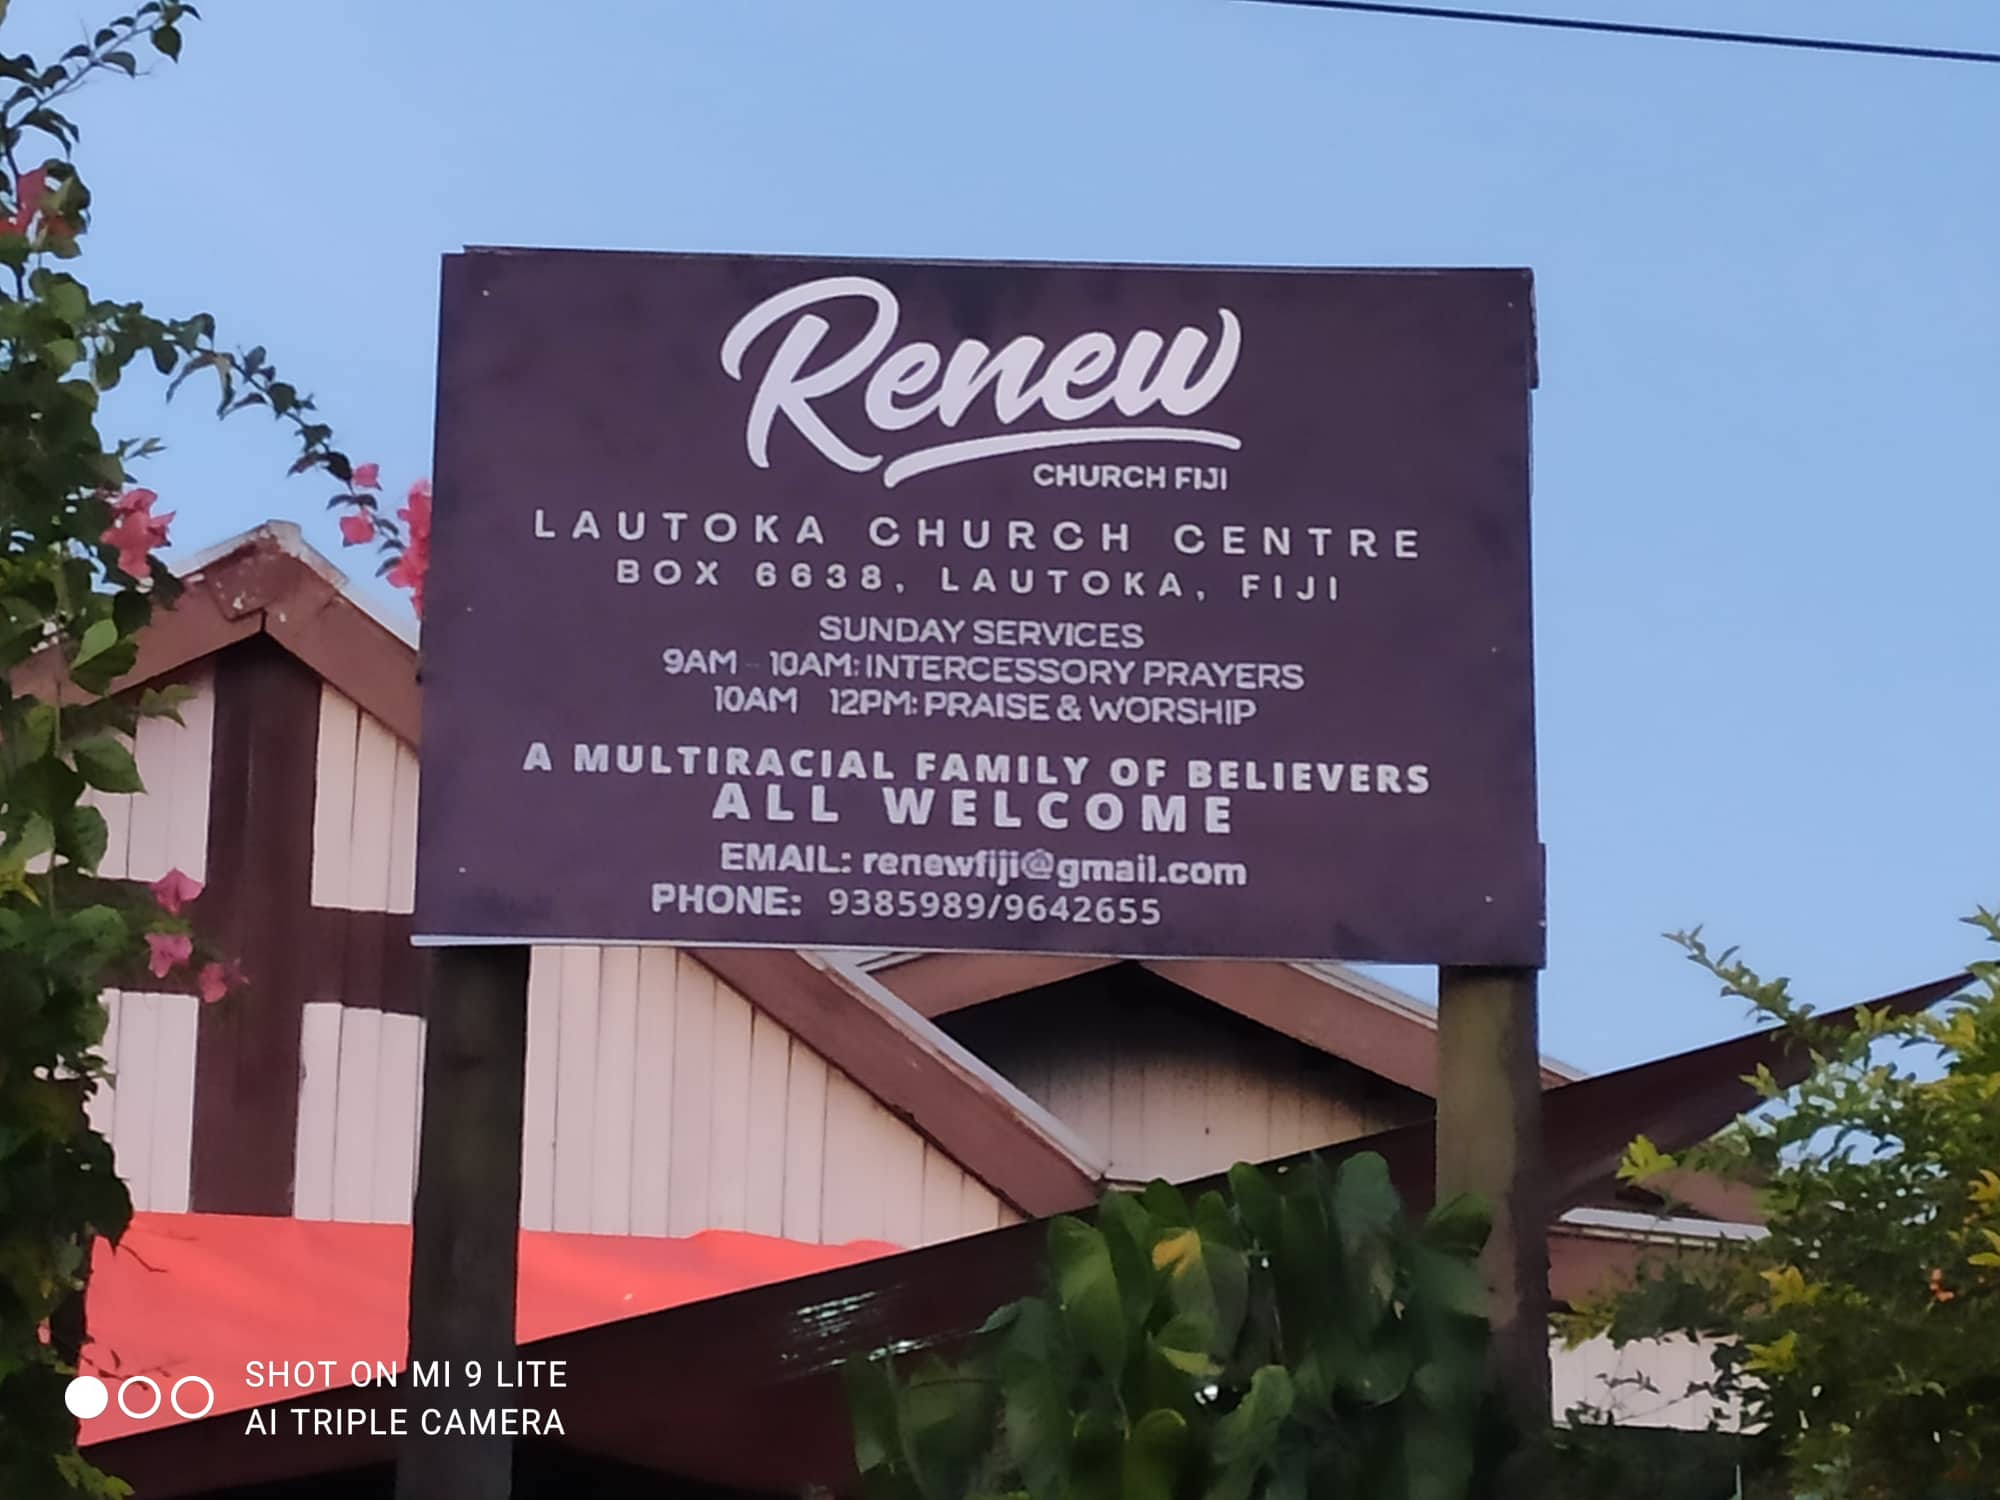 Renew
CHURCH FIJI
LAUTOKA CHURCH CENTRE
BOX 6638, LAUTOKA, FIJI
SUNDAY SERVICES
9AM - 10AM: INTERCESSORY PRAYERS
10AM 12PM: PRAISE & WORSHIP
A MULTIRACIAL FAMILY OF BELIEVERS
ALL WELCOME
EMAIL: renewfiji@gmail.com
PHONE: 9385989/9642655
SHOT ON MI 9 LITE
AI TRIPLE CAMERA